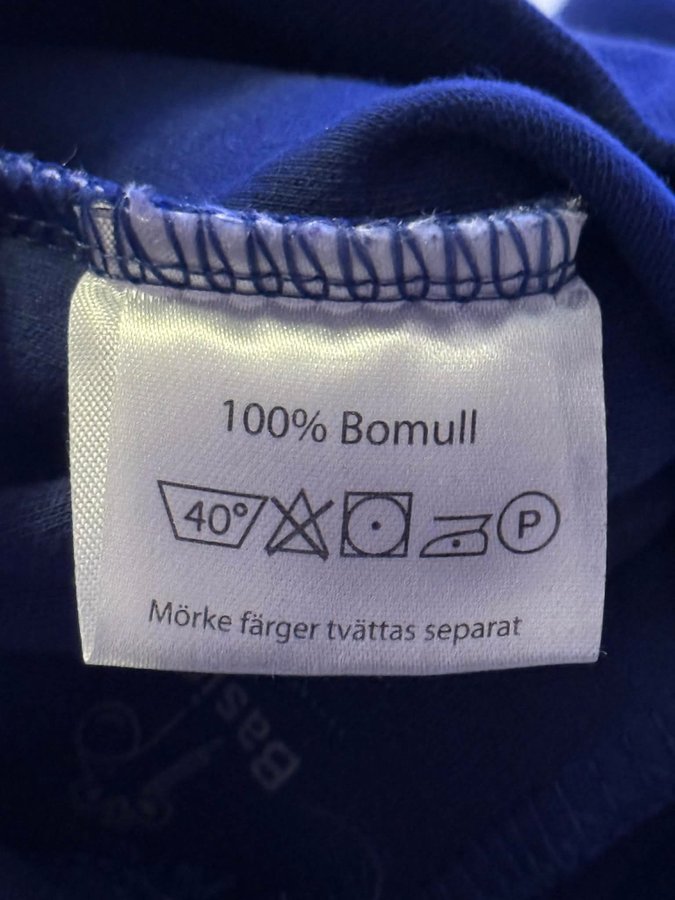 100% Bomull
40°
P
Mörke färger tvättas separat